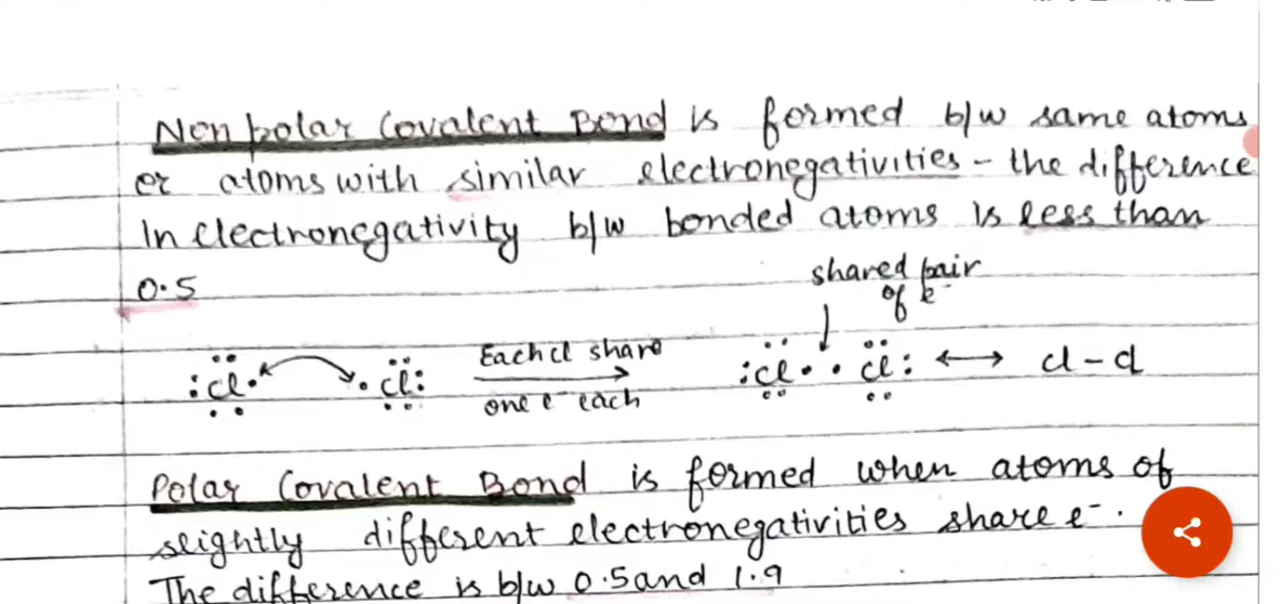 Nonpolar Covalent Bond is formed b/w same atoms
or atoms with similar electronegativities - the difference
In electronegativity b/w bonded atoms is less than
0.5
shared pair
of e-
:Cl. .Cl: Each Cl share :Cl. .Cl: ⟷ Cl-Cl
one e- each
Polar Covalent Bond is formed when atoms of
slightly different electronegativities share e-.
The difference is b/w 0.5 and 1.9